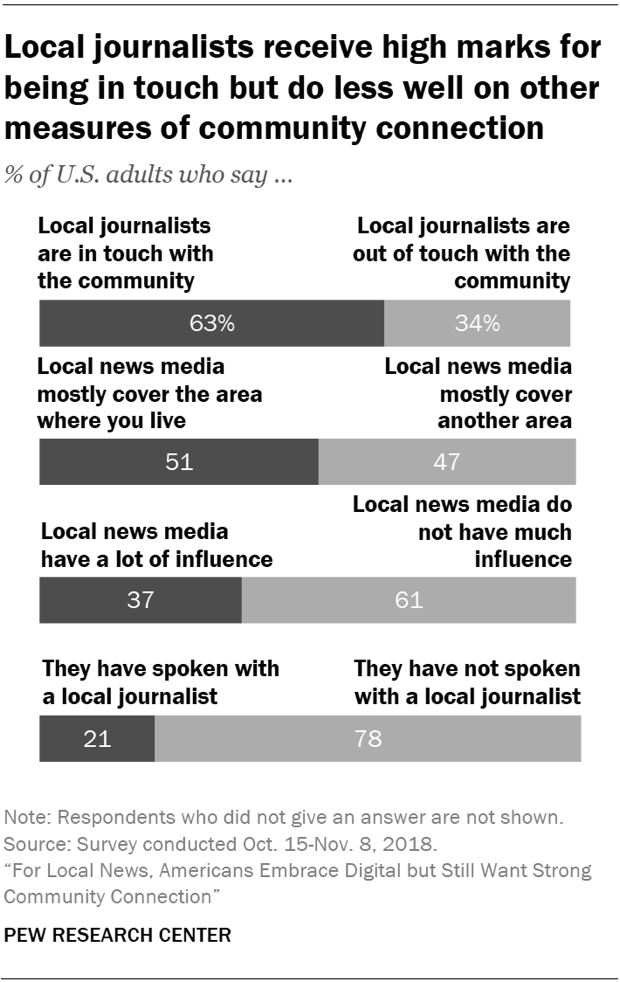 Local journalists receive high marks for
being in touch but do less well on other
measures of community connection
% of U.S. adults who say ...
Local journalists
are in touch with
the community
Local journalists are
out of touch with the
community
63%
34%
Local news media
mostly cover the area
where you live
Local news media
mostly cover
another area
51
47
Local news media
have a lot of influence
Local news media do
not have much
influence
37
61
They have spoken with
a local journalist
They have not spoken
with a local journalist
21
78
Note: Respondents who did not give an answer are not shown.
Source: Survey conducted Oct. 15-Nov. 8, 2018.
“For Local News, Americans Embrace Digital but Still Want Strong
Community Connection”
PEW RESEARCH CENTER